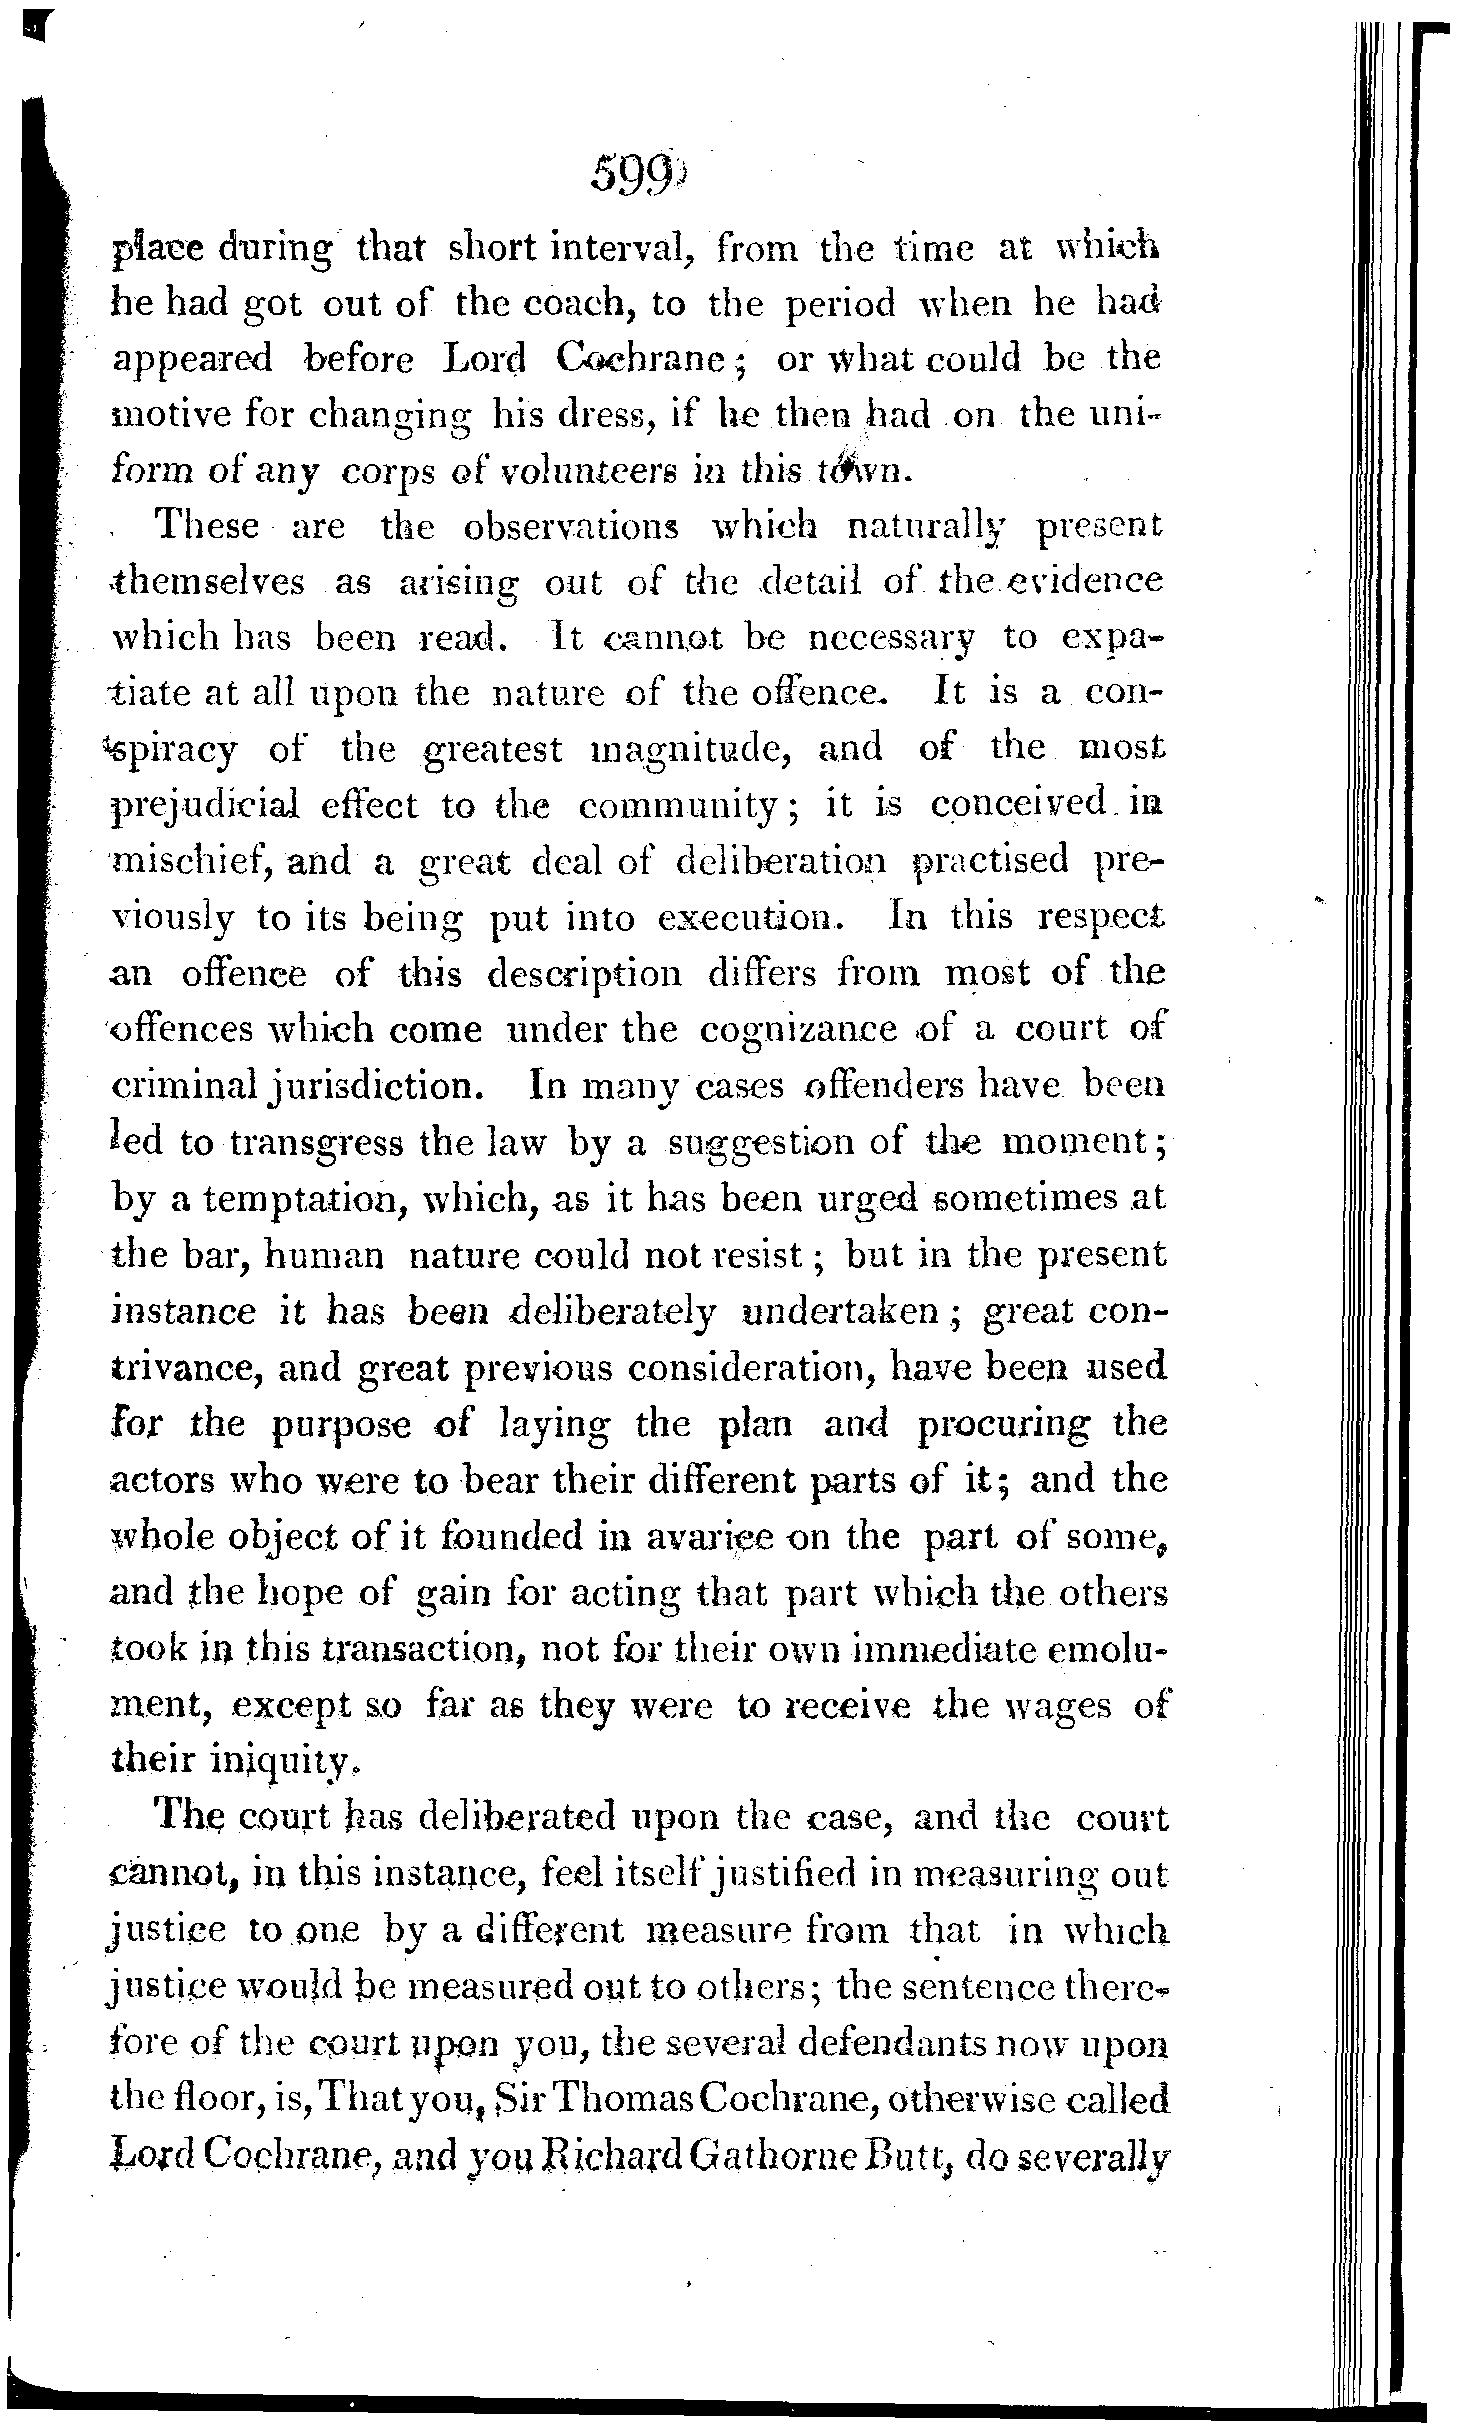 599
place during that short interval, from the time at which
he had got out of the coach, to the period when he had
appeared before Lord Cochrane; or what could be the
motive for changing his dress, if he then had on the uni-
form of any corps of volunteers in this town.
These are the observations which naturally present
themselves as arising out of the detail of the evidence
which has been read. It cannot be necessary to expa-
tiate at all upon the nature of the offence. It is a con-
spiracy of the greatest magnitude, and of the most
prejudicial effect to the community; it is conceived in
mischief, and a great deal of deliberation practised pre-
viously to its being put into execution. In this respect
an offence of this description differs from most of the
offences which come under the cognizance of a court of
criminal jurisdiction. In many cases offenders have been
led to transgress the law by a suggestion of the moment;
by a temptation, which, as it has been urged sometimes at
the bar, human nature could not resist; but in the present
instance it has been deliberately undertaken; great con-
trivance, and great previous consideration, have been used
for the purpose of laying the plan and procuring the
actors who were to bear their different parts of it; and the
whole object of it founded in avarice on the part of some,
and the hope of gain for acting that part which the others
took in this transaction, not for their own immediate emolu-
ment, except so far as they were to receive the wages of
their iniquity.
The court has deliberated upon the case, and the court
cannot, in this instance, feel itself justified in measuring out
justice to one by a different measure from that in which
justice would be measured out to others; the sentence there-
fore of the court upon you, the several defendants now upon
the floor, is, That you, Sir Thomas Cochrane, otherwise called
Lord Cochrane, and you Richard Gathorne Butt, do severally